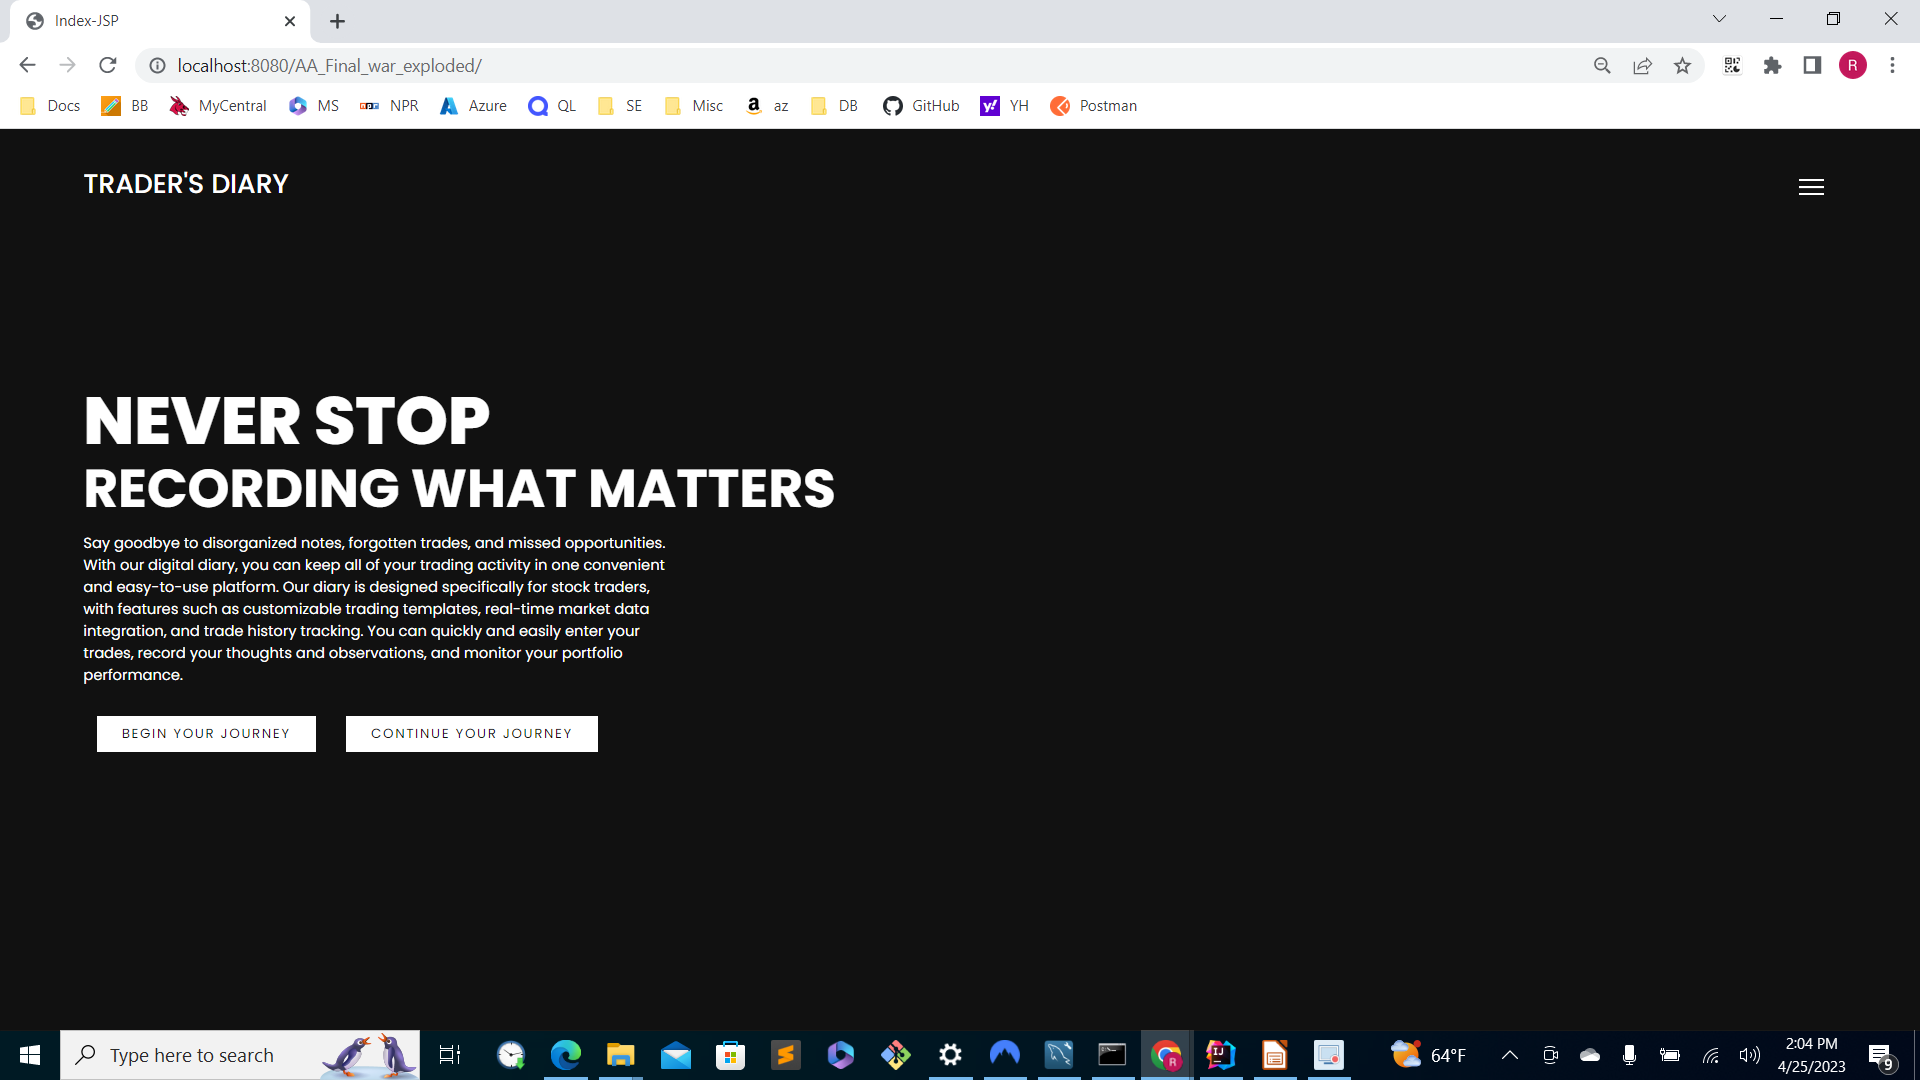 Index-JSP
localhost:8080/AA_Final_war_exploded/
R
Docs BB MyCentral MS NPR Azure QL SE Misc az DB GitHub YH Postman
TRADER'S DIARY
NEVER STOP
RECORDING WHAT MATTERS
Say goodbye to disorganized notes, forgotten trades, and missed opportunities.
With our digital diary, you can keep all of your trading activity in one convenient
and easy-to-use platform. Our diary is designed specifically for stock traders,
with features such as customizable trading templates, real-time market data
integration, and trade history tracking. You can quickly and easily enter your
trades, record your thoughts and observations, and monitor your portfolio
performance.
BEGIN YOUR JOURNEY CONTINUE YOUR JOURNEY
Type here to search
64°F
2:04 PM
4/25/2023
9